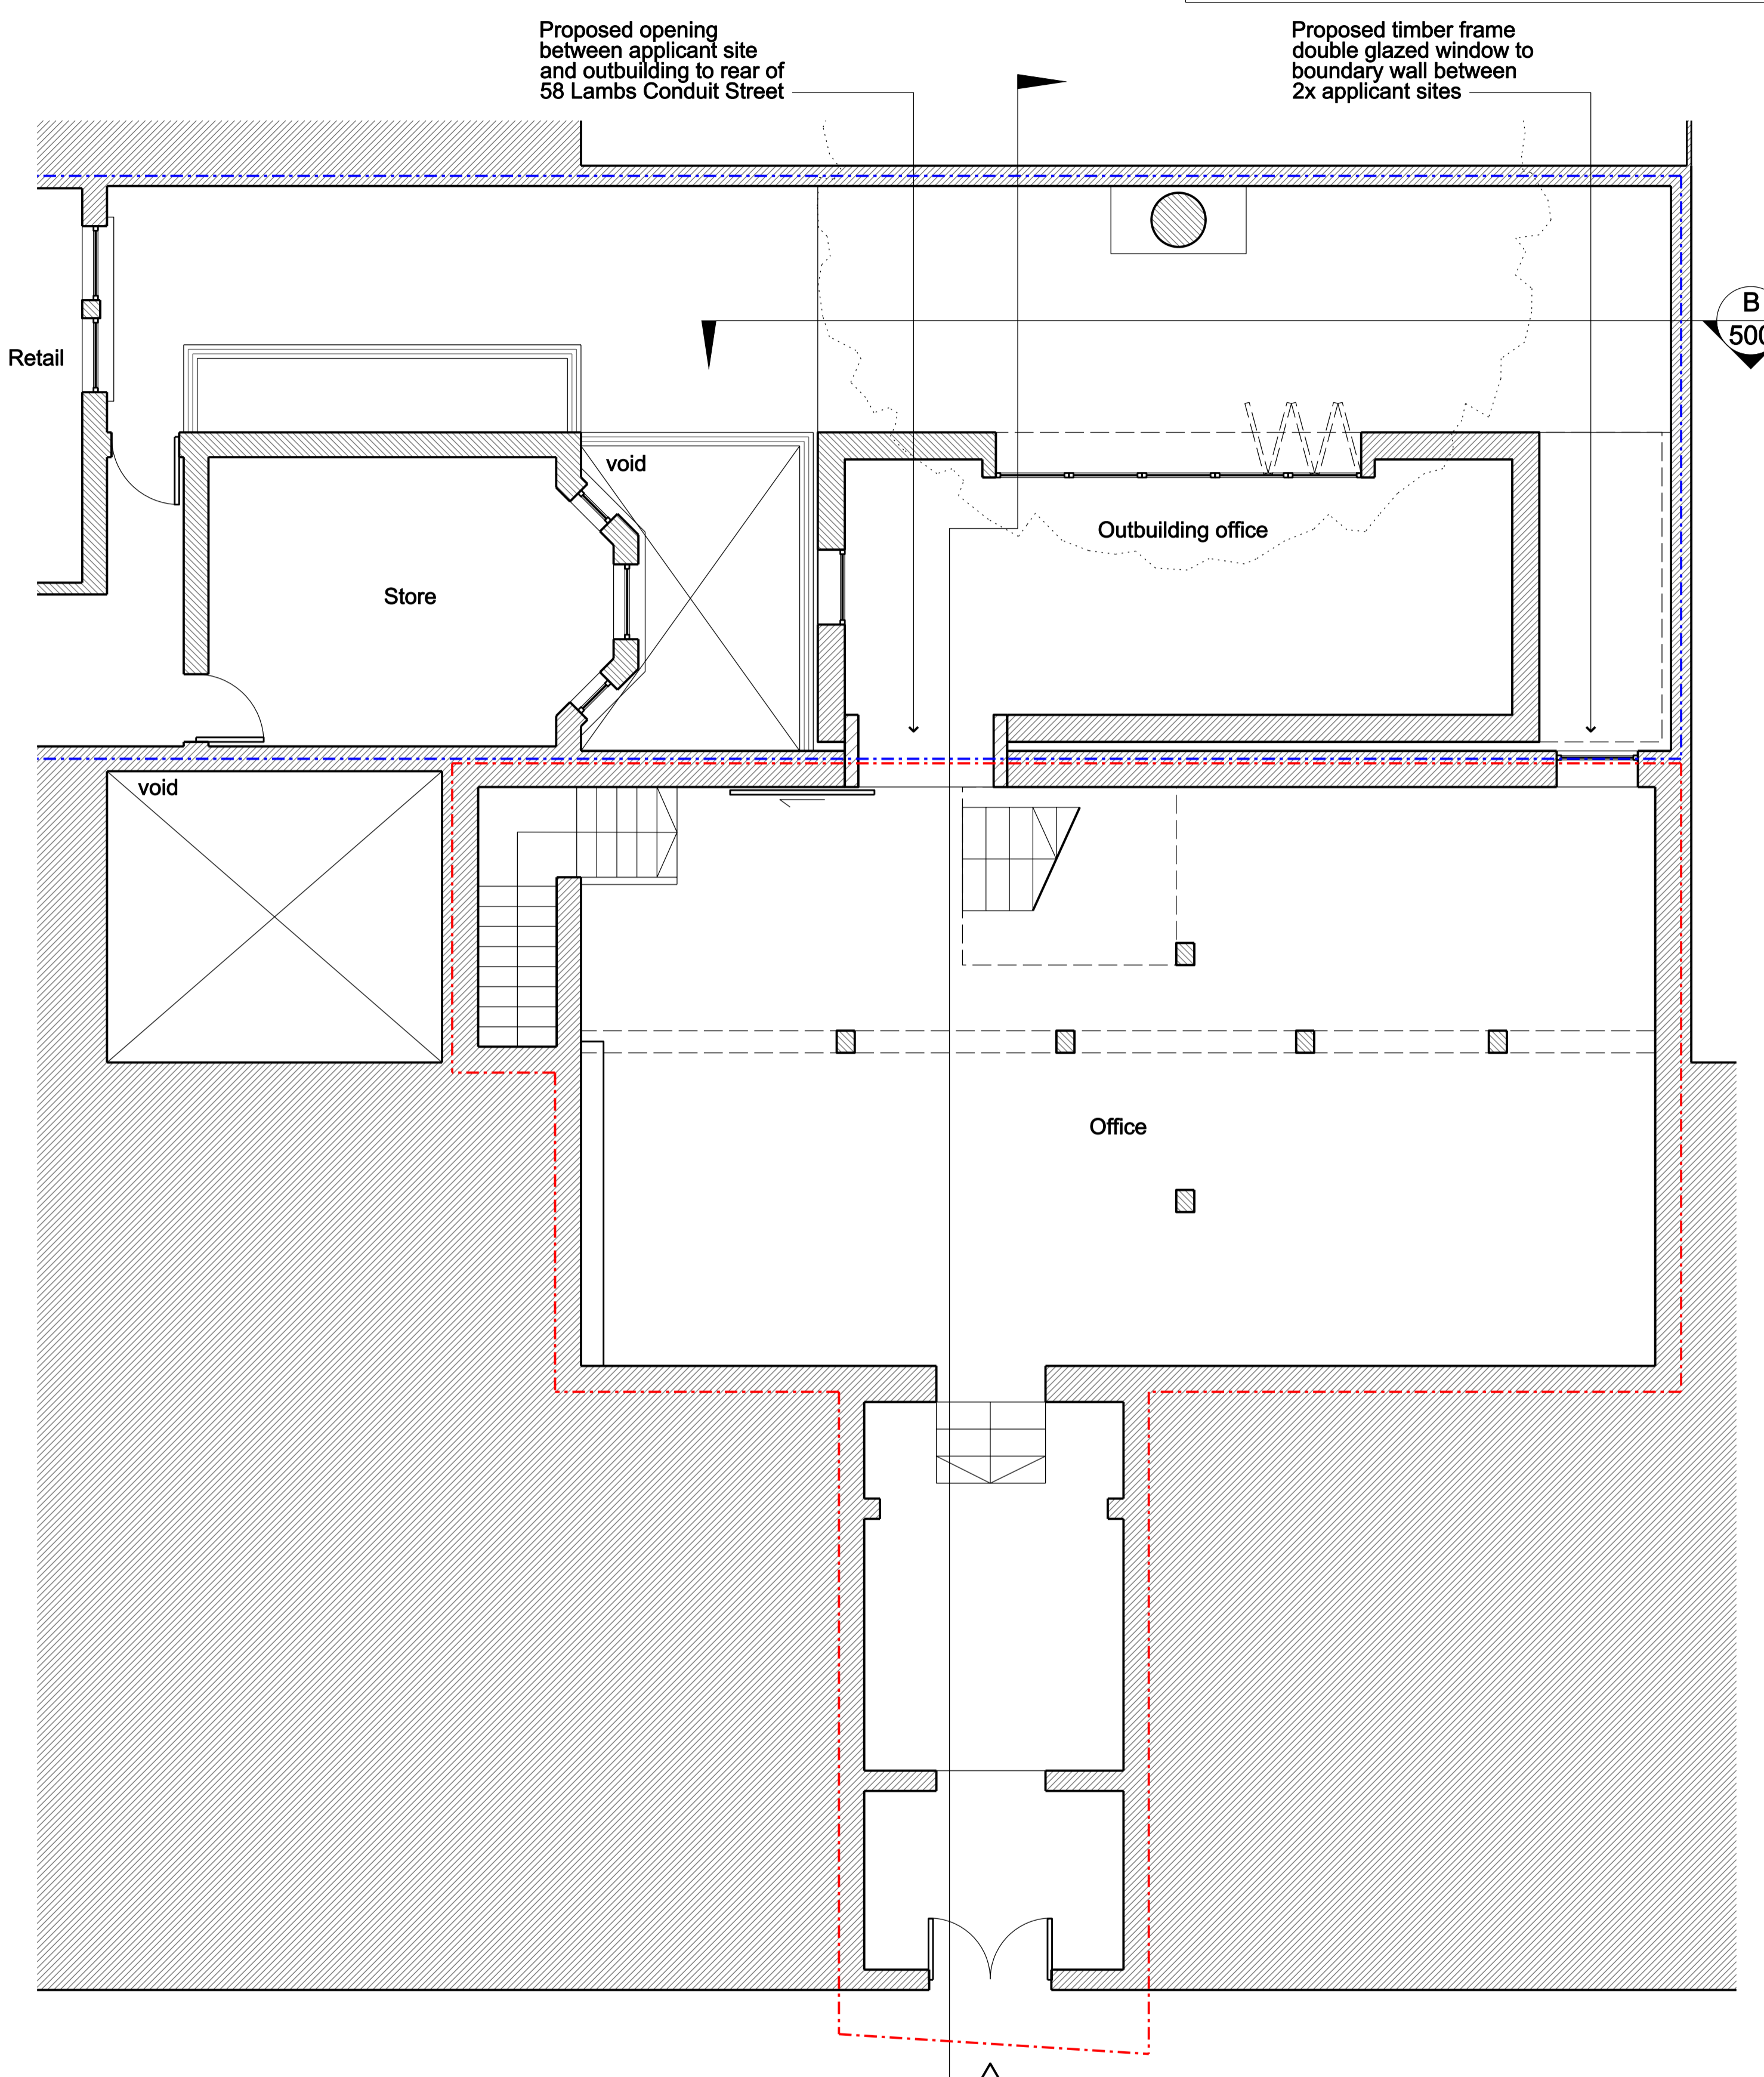 Proposed opening
between applicant site
and outbuilding to rear of
58 Lambs Conduit Street
Proposed timber frame
double glazed window to
boundary wall between
2x applicant sites
B
Retail
void
Outbuilding office
Store
void
Office